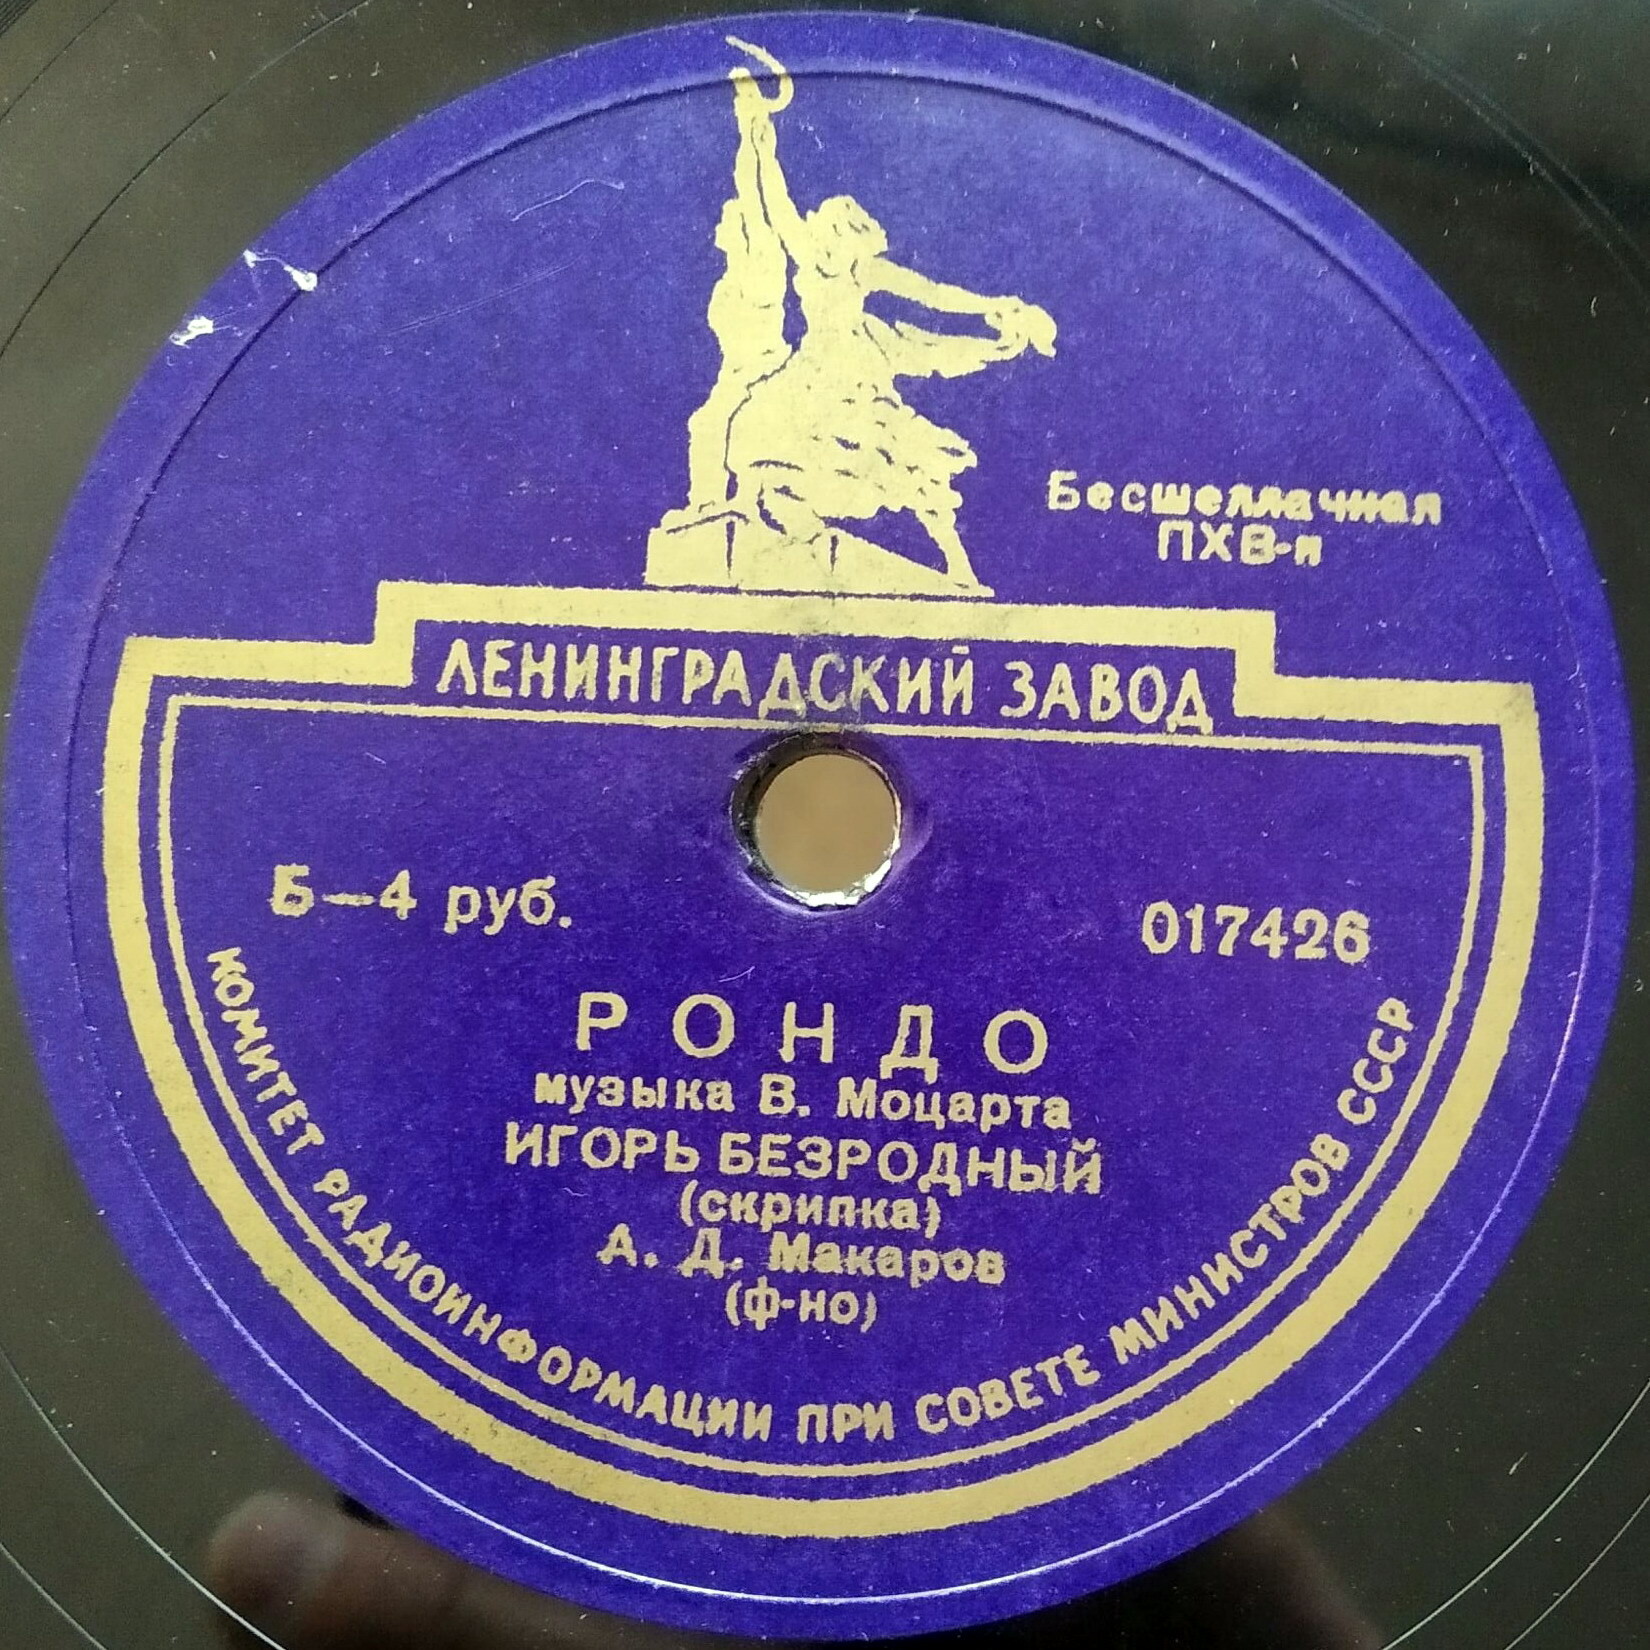 Бесшеллачная
ПХВ-и
ЛЕНИНГРАДСКИЙ ЗАВОД
Б-4 руб.
017426
РОНДО
музыка В. Моцарта
ИГОРЬ БЕЗРОДНЫЙ
(скрипка)
А. Д. Макаров
(ф-но)
КОМИТЕТ РАДИОИНФОРМАЦИИ ПРИ СОВЕТЕ МИНИСТРОВ СССР